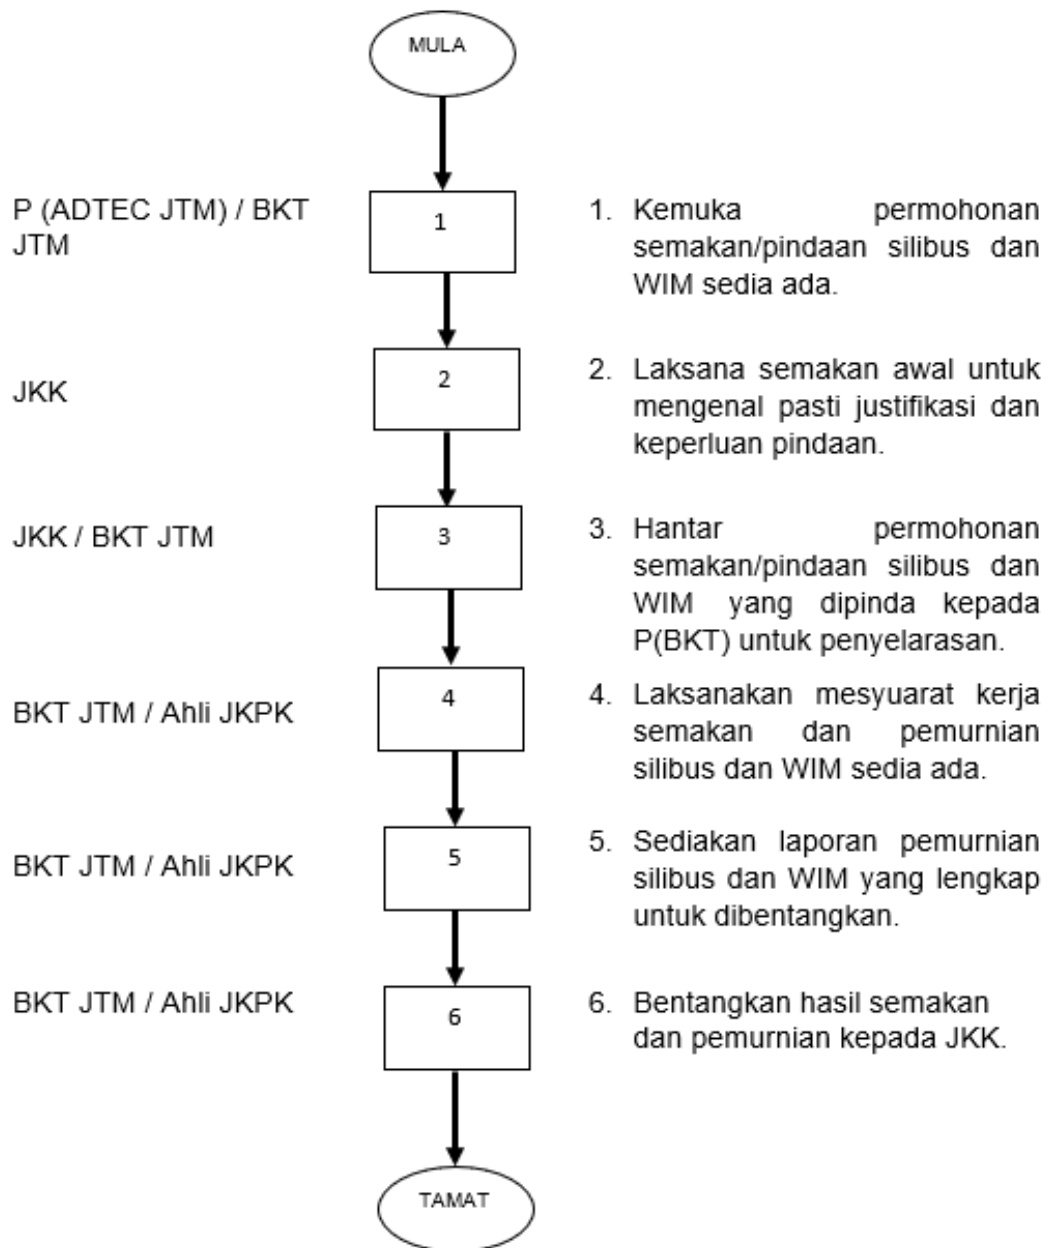 MULA
P (ADTEC JTM) / BKT
JTM
1
1. Kemuka permohonan
semakan/pindaan silibus dan
WIM sedia ada.
JKK
2
2. Laksana semakan awal untuk
mengenal pasti justifikasi dan
keperluan pindaan.
JKK / BKT JTM
3
3. Hantar permohonan
semakan/pindaan silibus dan
WIM yang dipinda kepada
P(BKT) untuk penyelarasan.
BKT JTM / Ahli JKPK
4
4. Laksanakan mesyuarat kerja
semakan dan pemurnian
silibus dan WIM sedia ada.
BKT JTM / Ahli JKPK
5
5. Sediakan laporan pemurnian
silibus dan WIM yang lengkap
untuk dibentangkan.
BKT JTM / Ahli JKPK
6
6. Bentangkan hasil semakan
dan pemurnian kepada JKK.
TAMAT